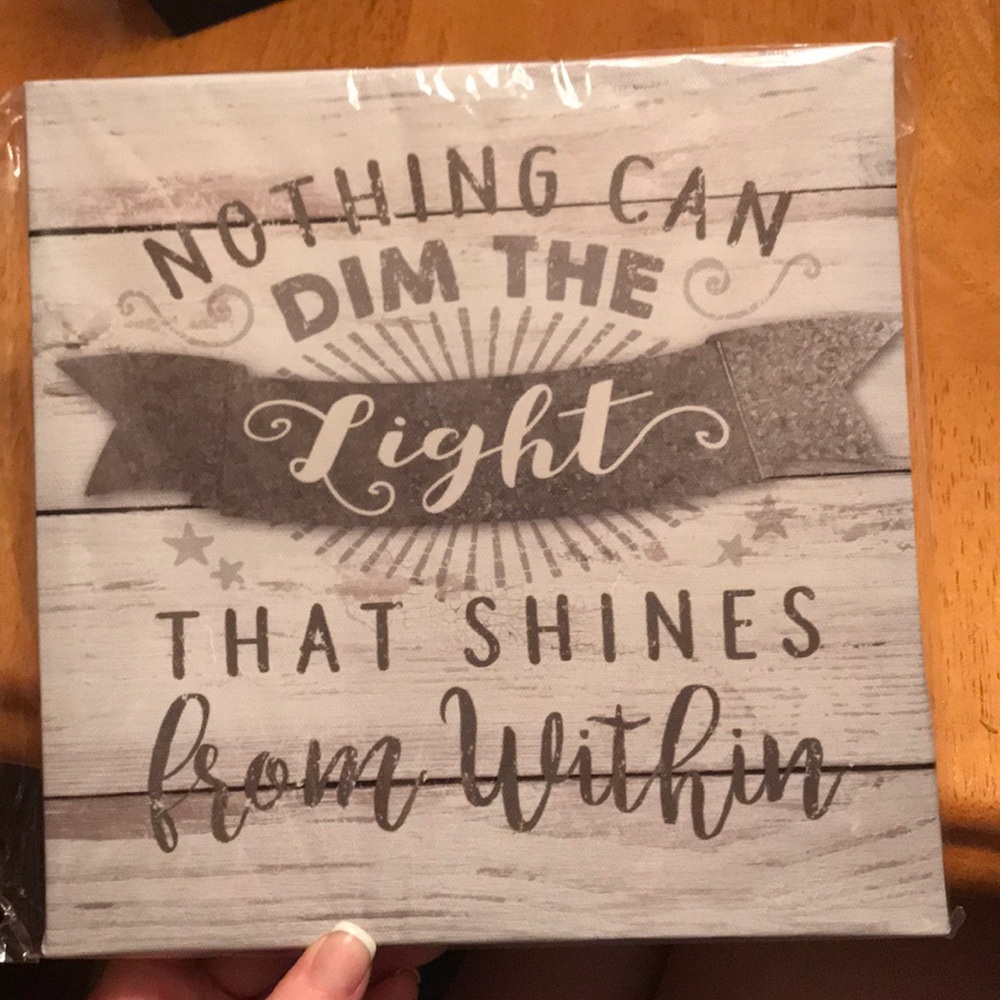 NOTHING CAN
DIM THE
Light
THAT SHINES
from Within